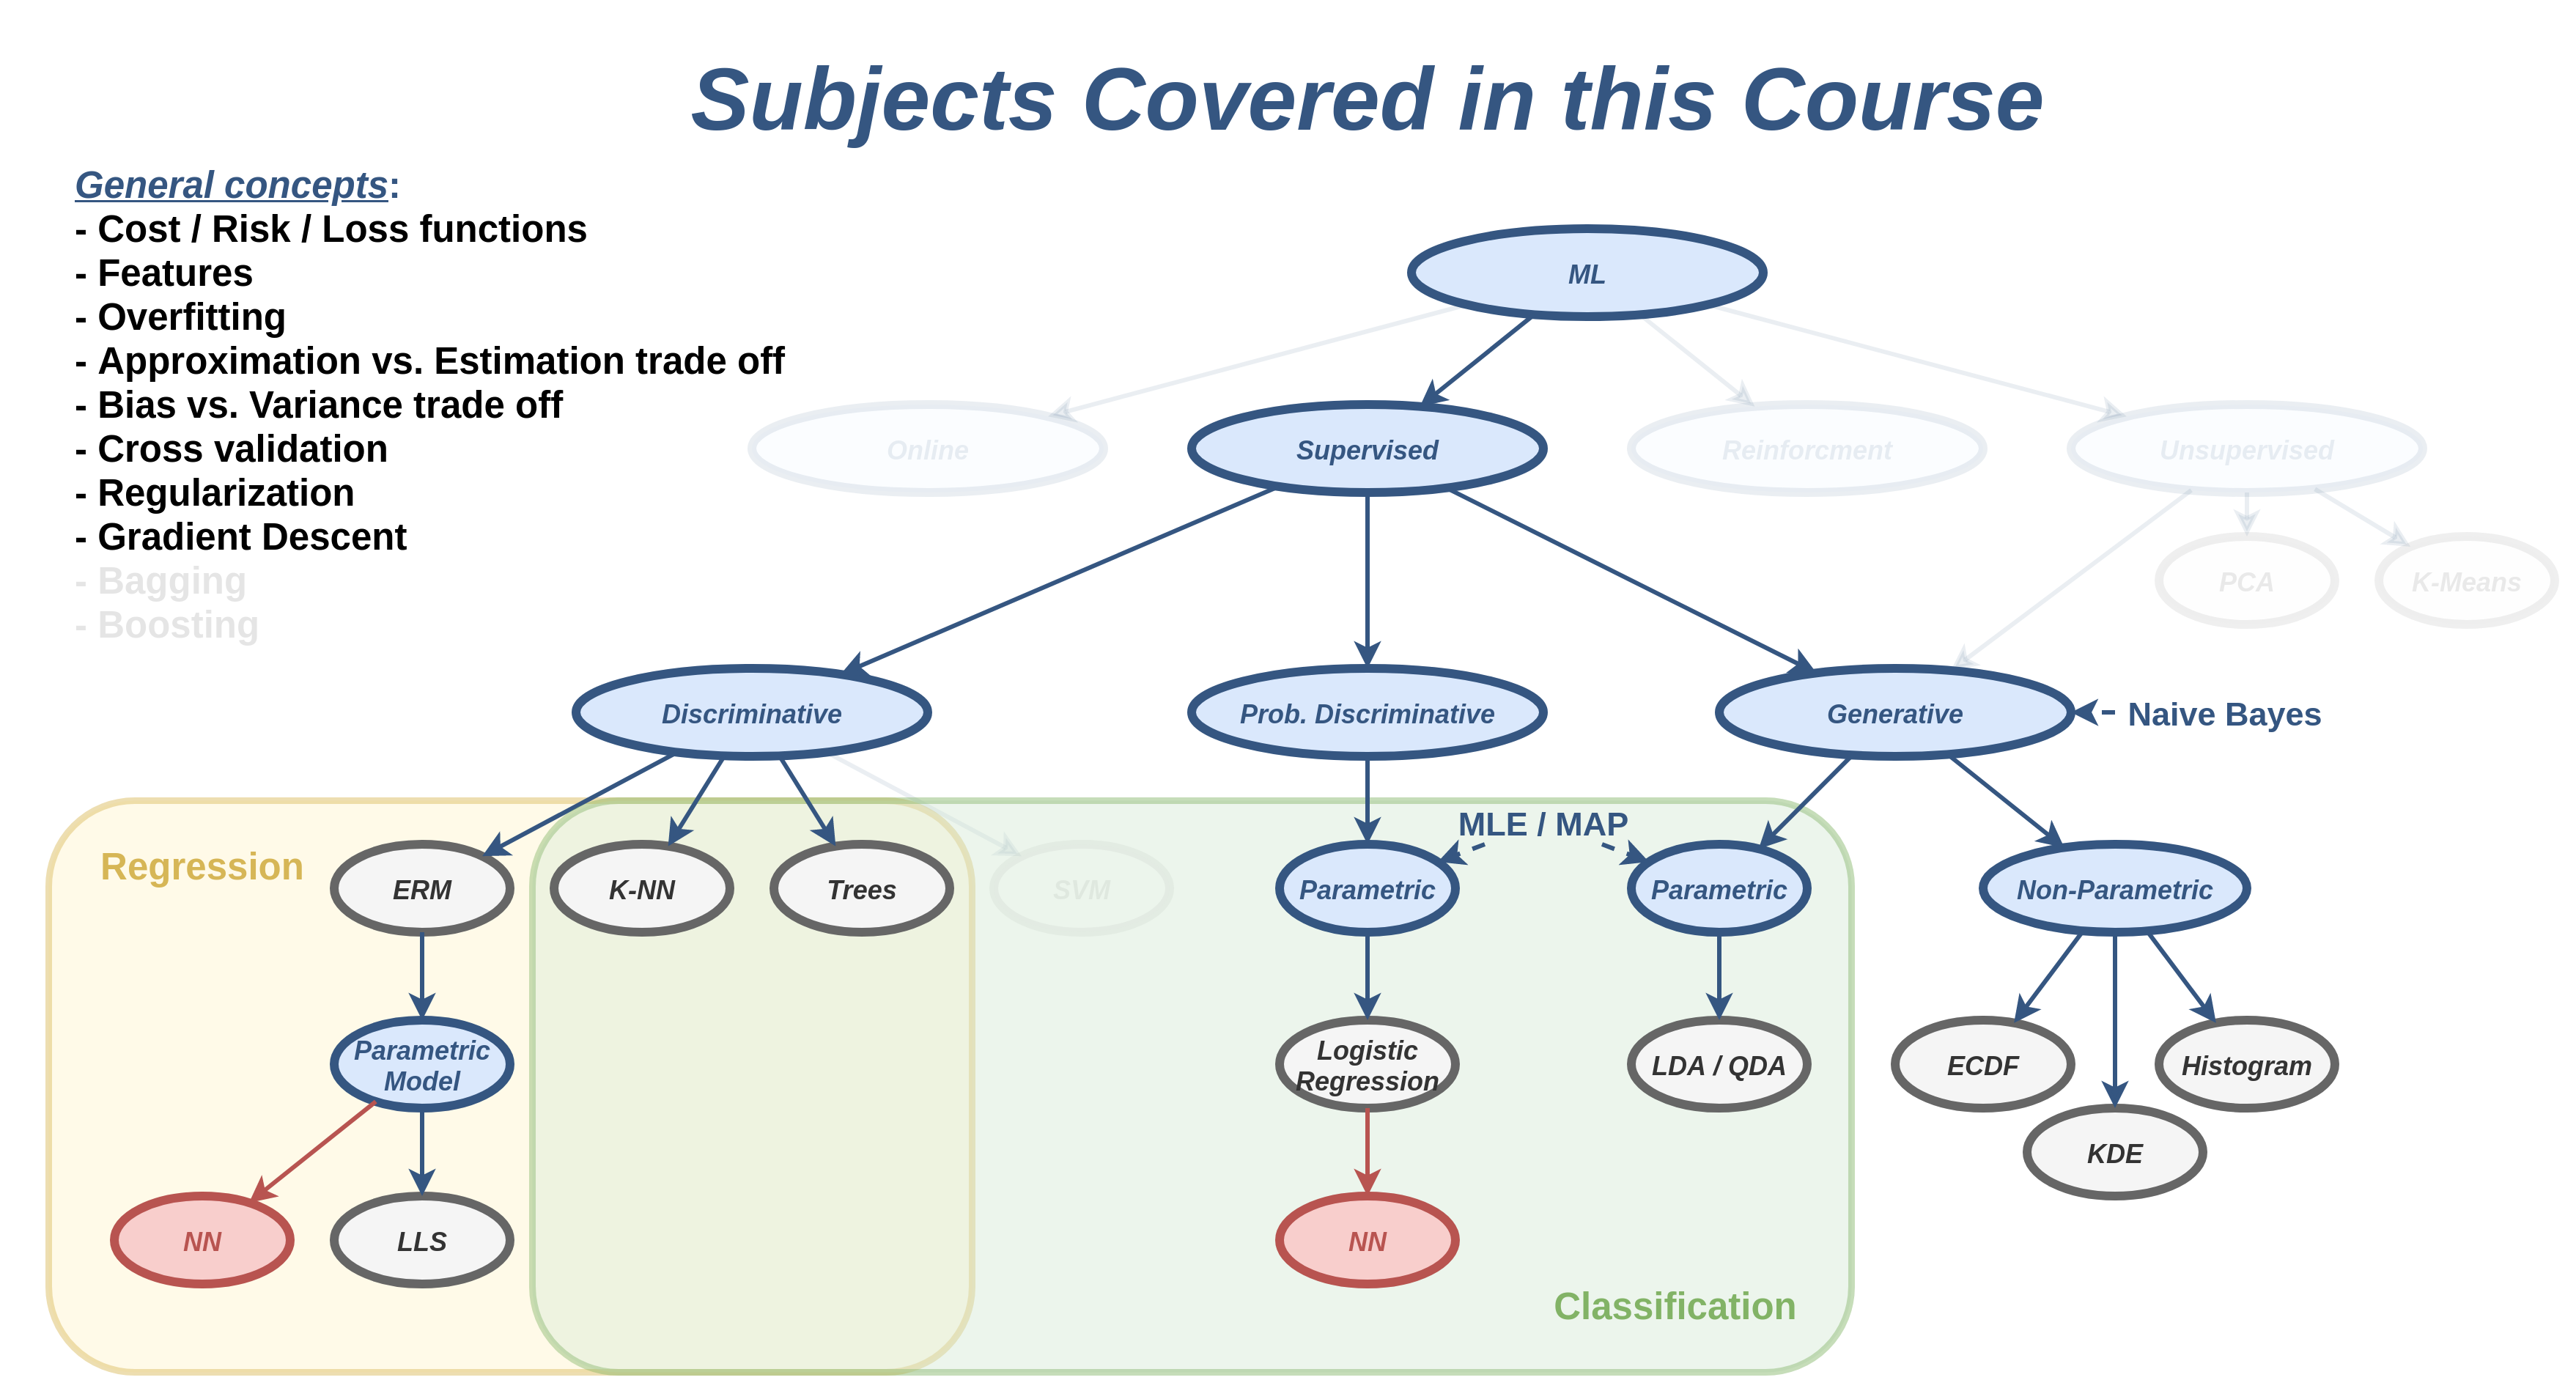 Subjects Covered in this Course
General concepts:
- Cost / Risk / Loss functions
- Features
- Overfitting
- Approximation vs. Estimation trade off
- Bias vs. Variance trade off
- Cross validation
- Regularization
- Gradient Descent
- Bagging
- Boosting
ML
Online
Supervised
Reinforcment
Unsupervised
PCA
K-Means
Discriminative
Prob. Discriminative
Generative
Naive Bayes
MLE / MAP
Regression
ERM
K-NN
Trees
SVM
Parametric
Parametric
Non-Parametric
Parametric
Model
Logistic
Regression
LDA / QDA
ECDF
Histogram
KDE
NN
LLS
NN
Classification